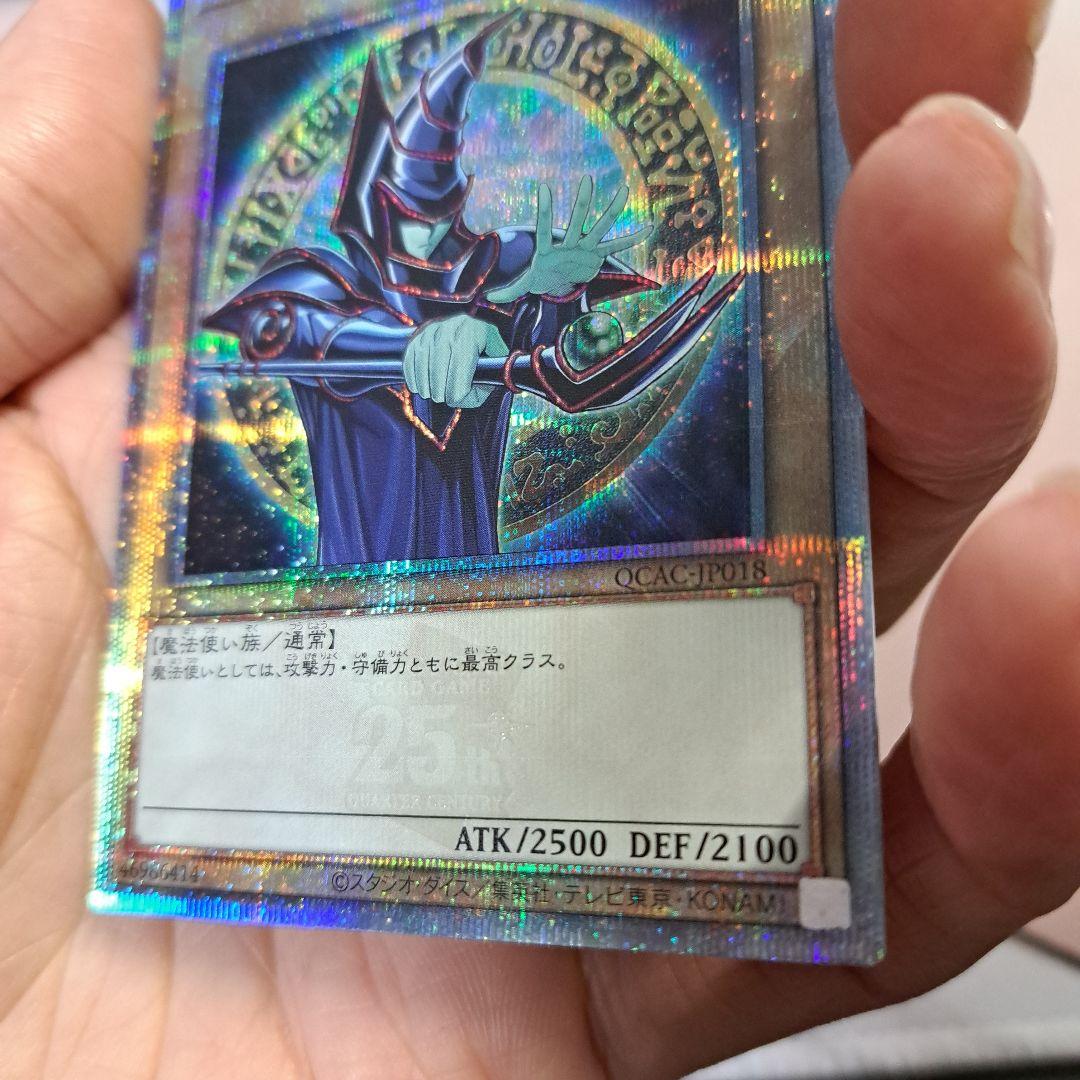 QCAC-JP018
【魔法使い族／通常】
魔法使いとしては、攻撃力・守備力ともに最高クラス。
CARD GAME
25th
QUARTER CENTURY
ATK/2500 DEF/2100
46986414
©スタジオ・ダイス／集英社・テレビ東京・KONAMI